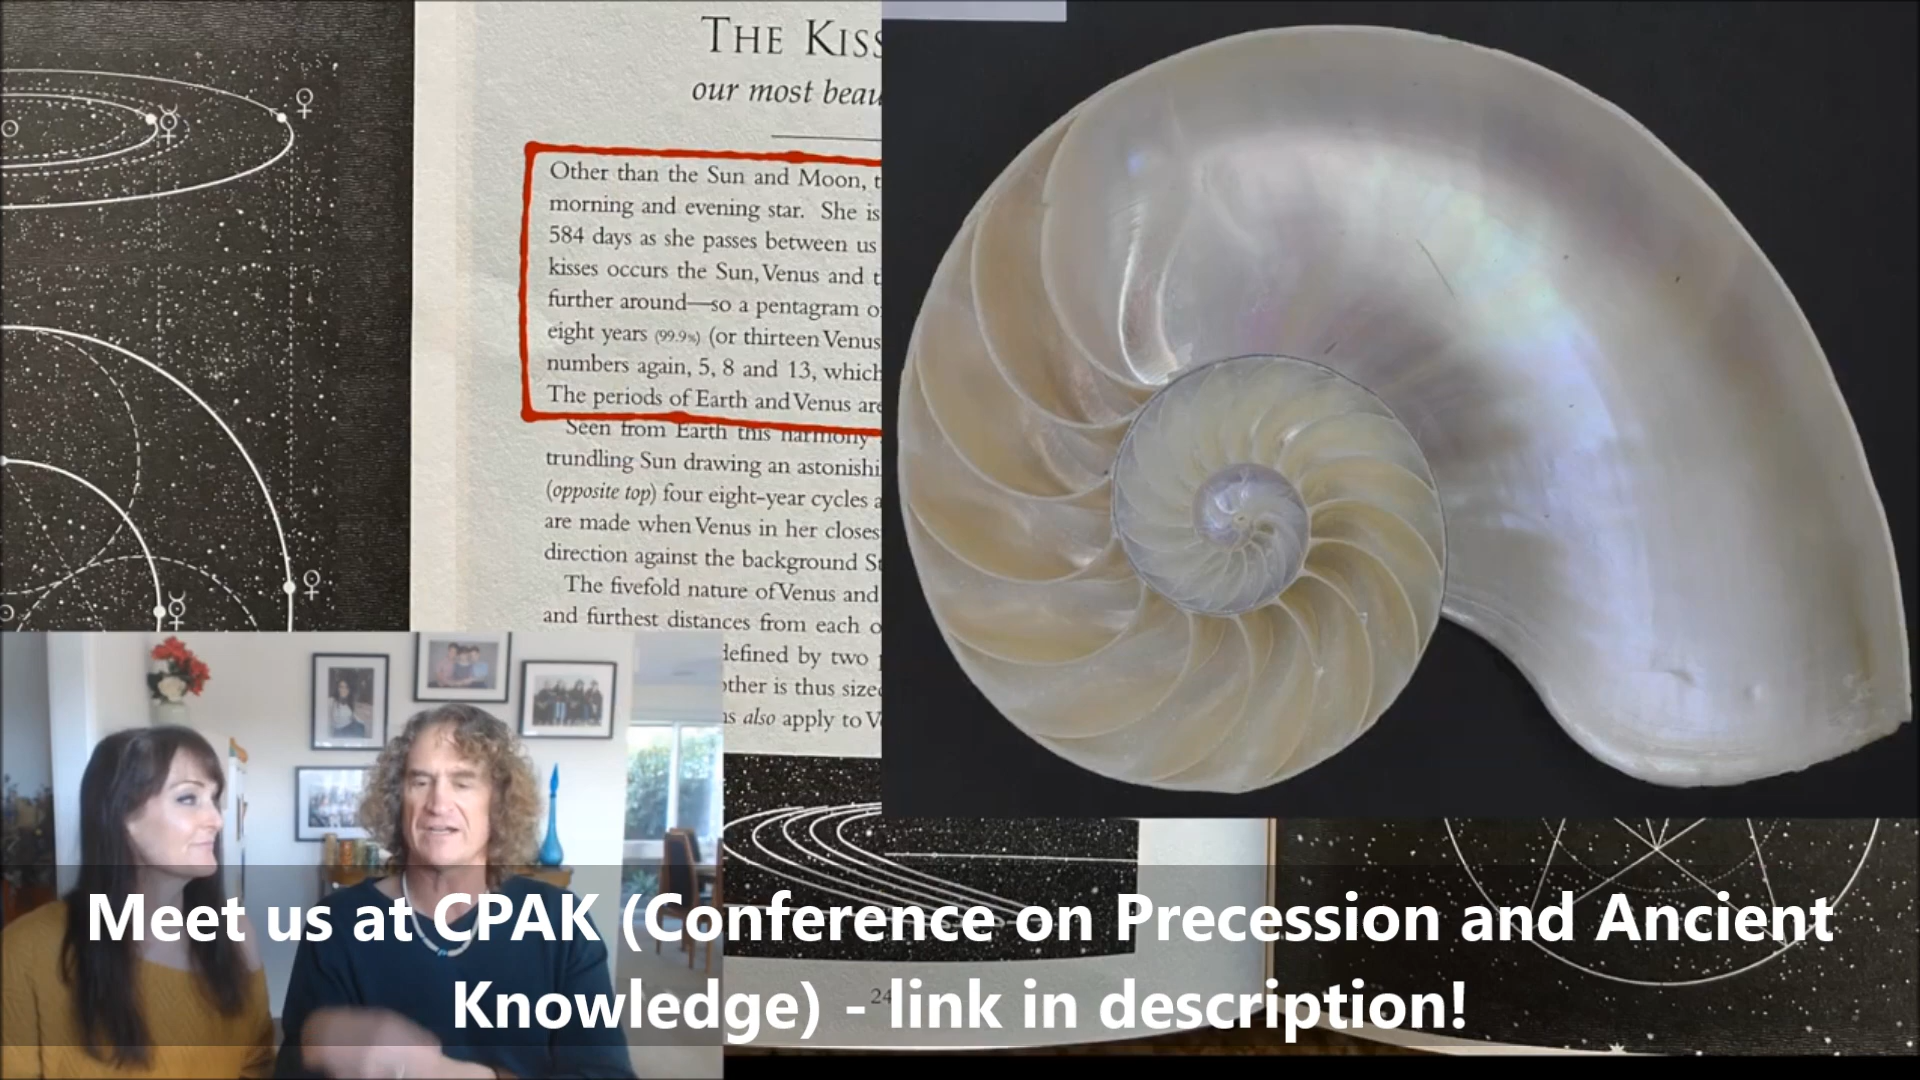 THE KISS
our most beau
Other than the Sun and Moon, t
morning and evening star. She is
584 days as she passes between us
kisses occurs the Sun, Venus and t
further around—so a pentagram o
eight years (99.9%) (or thirteen Venus
numbers again, 5, 8 and 13, which
The periods of Earth and Venus are
Seen from Earth this harmony
trundling Sun drawing an astonishi
(opposite top) four eight-year cycles a
are made when Venus in her closes
direction against the background St
The fivefold nature of Venus and
and furthest distances from each o
defined by two
other is thus size
also apply to V
24
Meet us at CPAK (Conference on Precession and Ancient
Knowledge) - link in description!